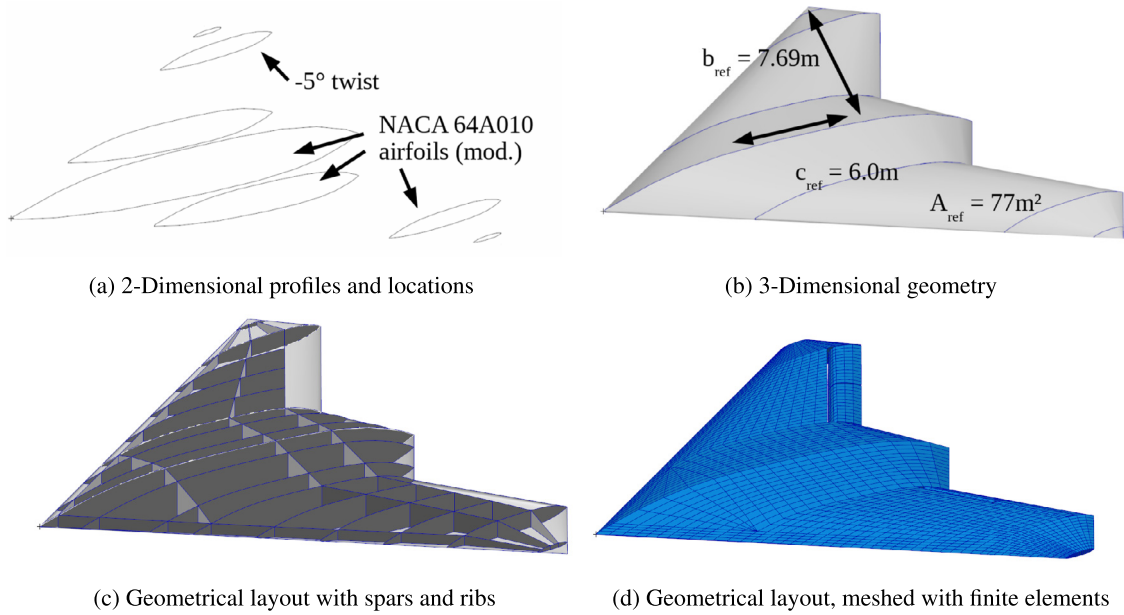 -5° twist
NACA 64A010
airfoils (mod.)
b_ref = 7.69m
c_ref = 6.0m
A_ref = 77m²
(a) 2-Dimensional profiles and locations
(b) 3-Dimensional geometry
(c) Geometrical layout with spars and ribs
(d) Geometrical layout, meshed with finite elements